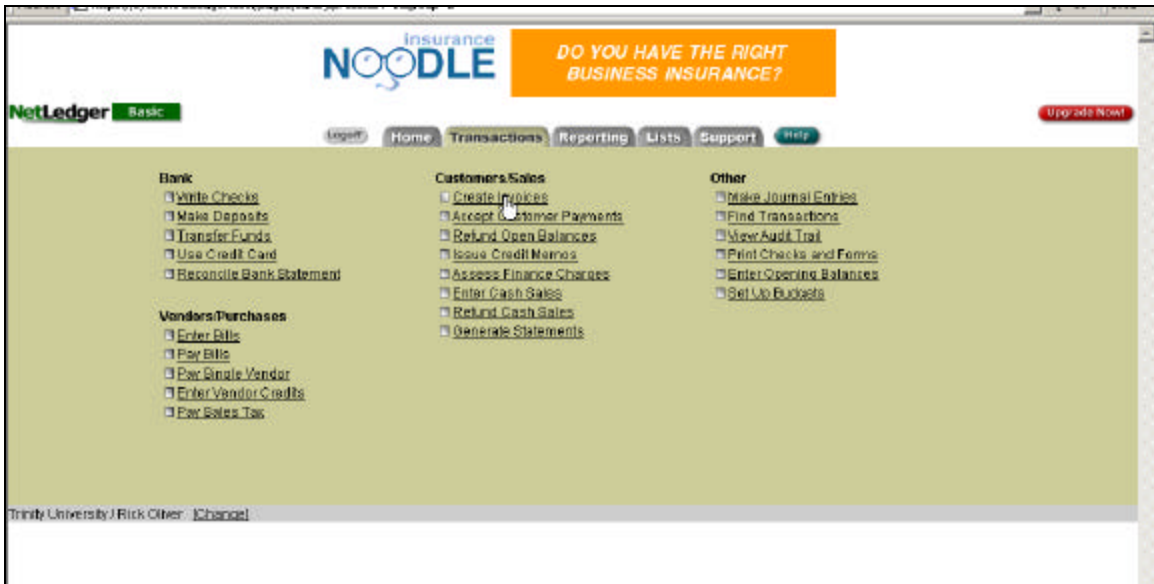 insurance
NOODLE
DO YOU HAVE THE RIGHT
BUSINESS INSURANCE?
NetLedger Basic
Upgrade Now!
Logoff Home Transactions Reporting Lists Support Help
Bank
Write Checks
Make Deposits
Transfer Funds
Use Credit Card
Reconcile Bank Statement
Vendors/Purchases
Enter Bills
Pay Bills
Pay Single Vendor
Enter Vendor Credits
Pay Sales Tax
Customers/Sales
Create Invoices
Accept Customer Payments
Refund Open Balances
Issue Credit Memos
Assess Finance Charges
Enter Cash Sales
Refund Cash Sales
Generate Statements
Other
Make Journal Entries
Find Transactions
View Audit Trail
Print Checks and Forms
Enter Opening Balances
Set Up Budgets
Trinity University / Rick Oliver [Change]